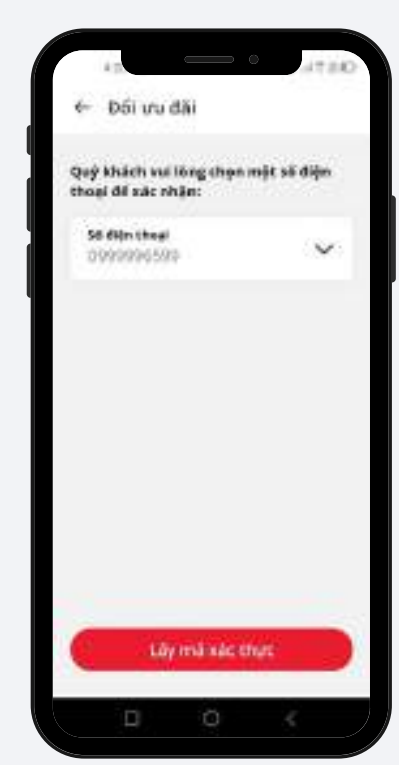 Đổi ưu đãi
Quý khách vui lòng chọn một số điện
thoại để xác nhận:
Số điện thoại
0999996599
Lấy mã xác thực